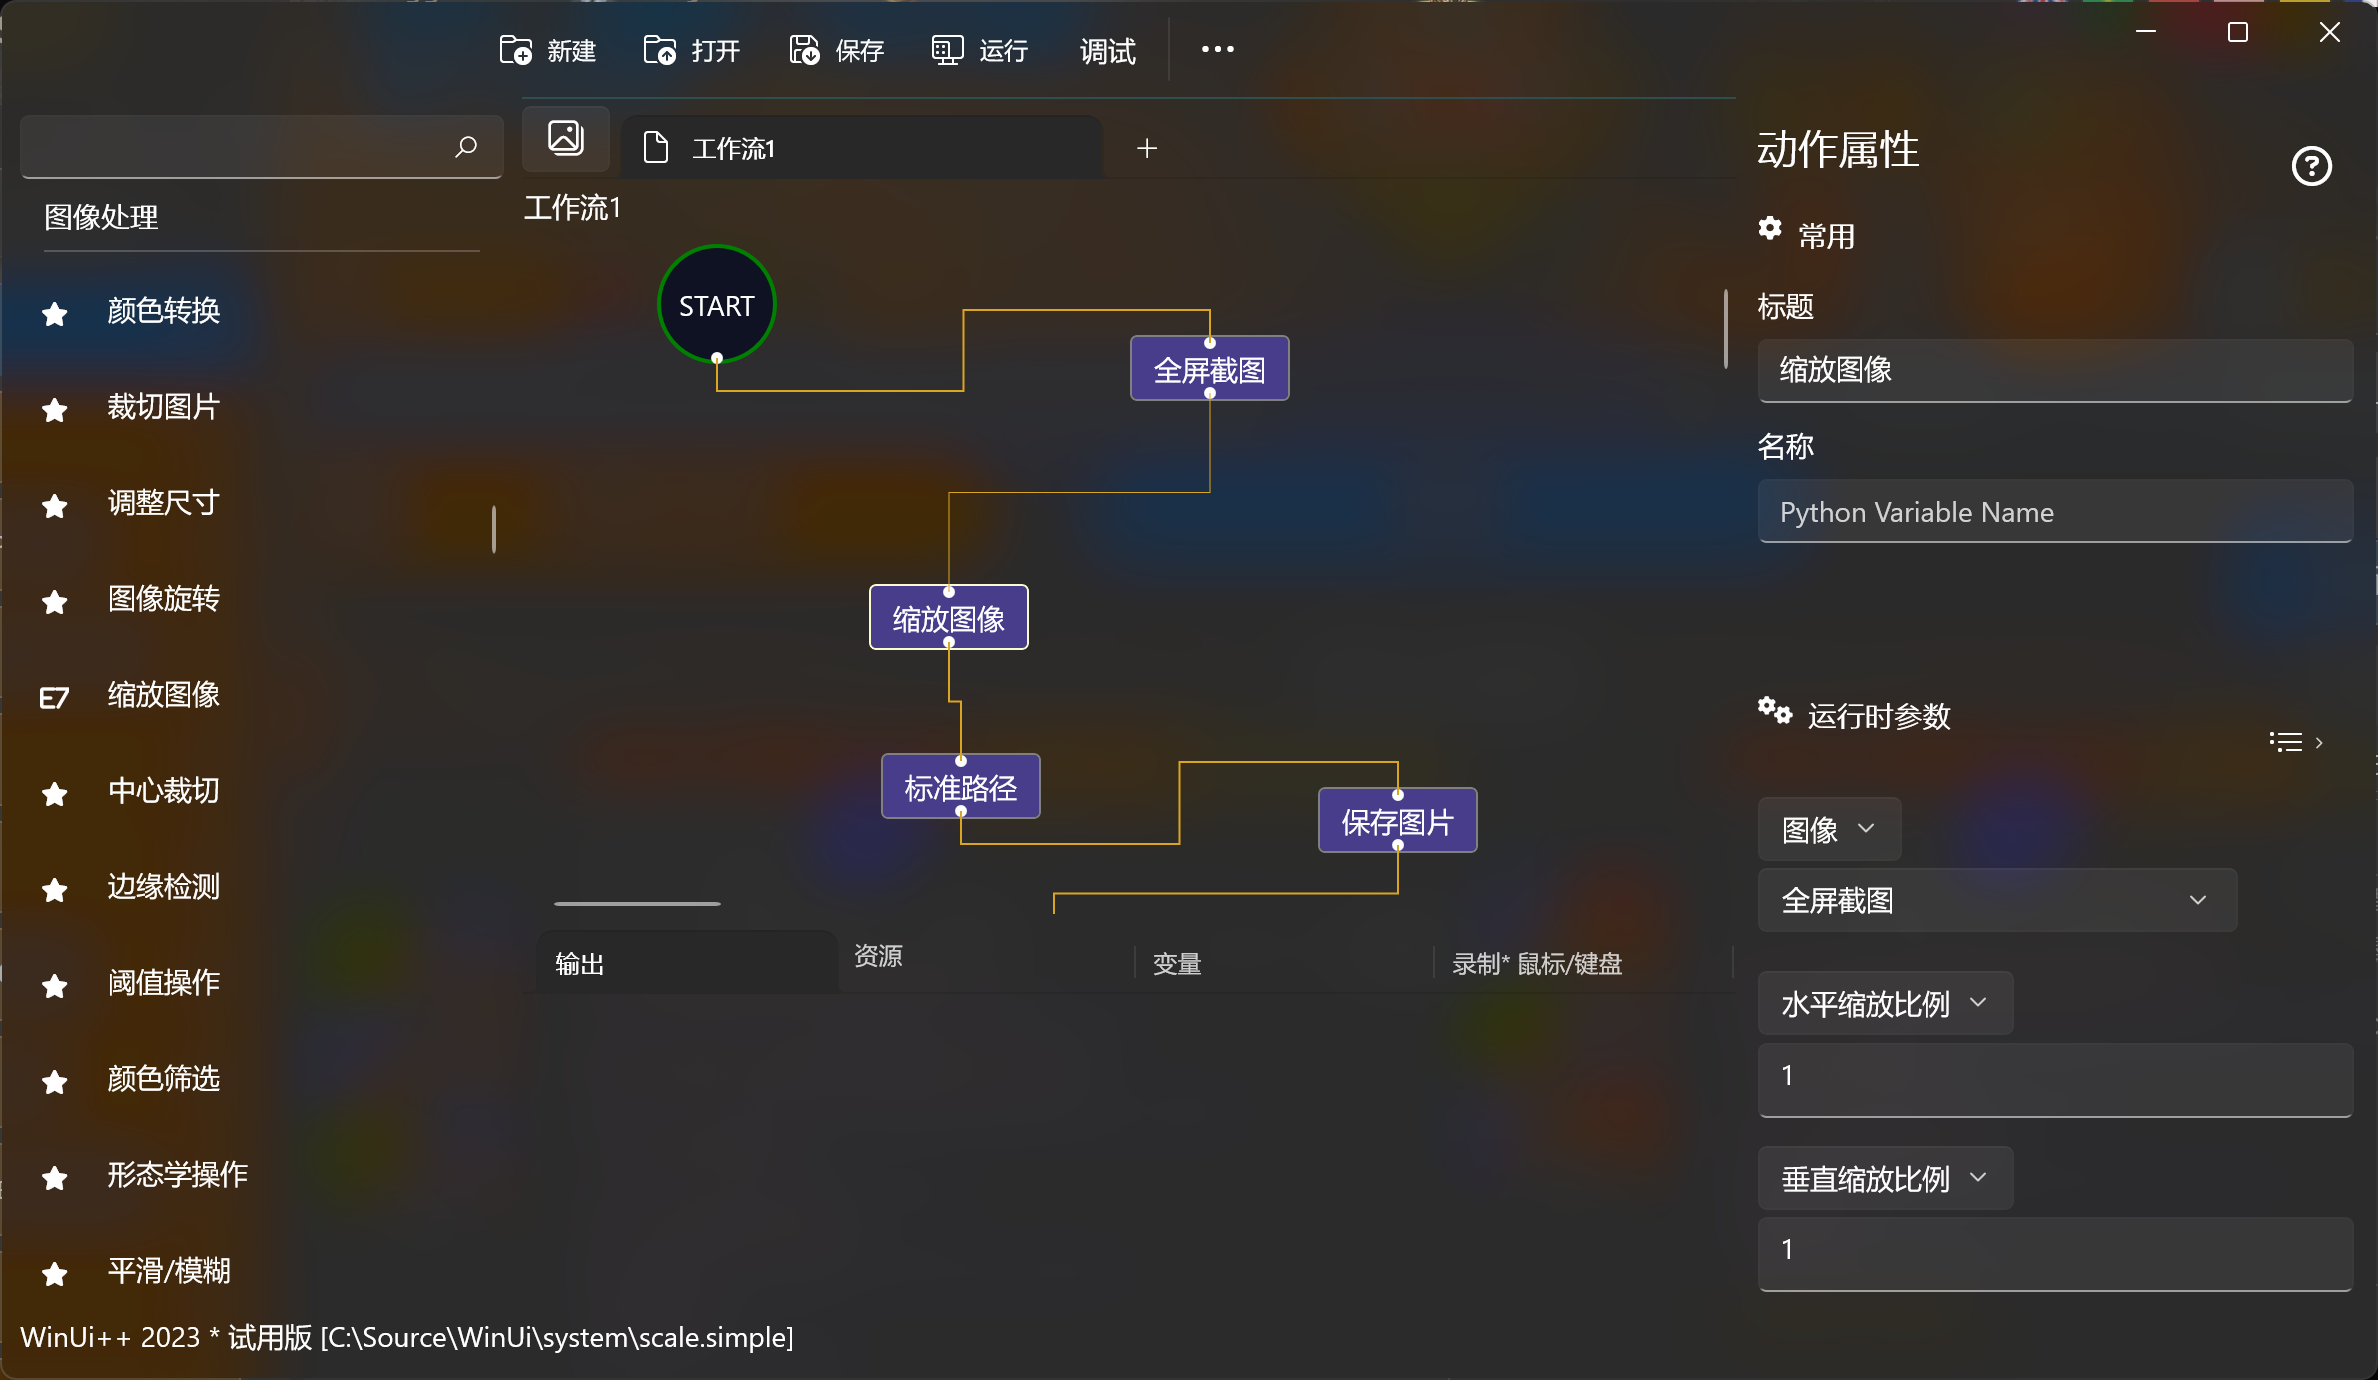 新建
打开
保存
运行
调试
图像处理
颜色转换
裁切图片
调整尺寸
图像旋转
缩放图像
中心裁切
边缘检测
阈值操作
颜色筛选
形态学操作
平滑/模糊
工作流1
工作流1
START
全屏截图
缩放图像
标准路径
保存图片
输出
资源
变量
录制* 鼠标/键盘
动作属性
常用
标题
缩放图像
名称
Python Variable Name
运行时参数
图像
全屏截图
水平缩放比例
1
垂直缩放比例
1
WinUi++ 2023 * 试用版 [C:\Source\WinUi\system\scale.simple]